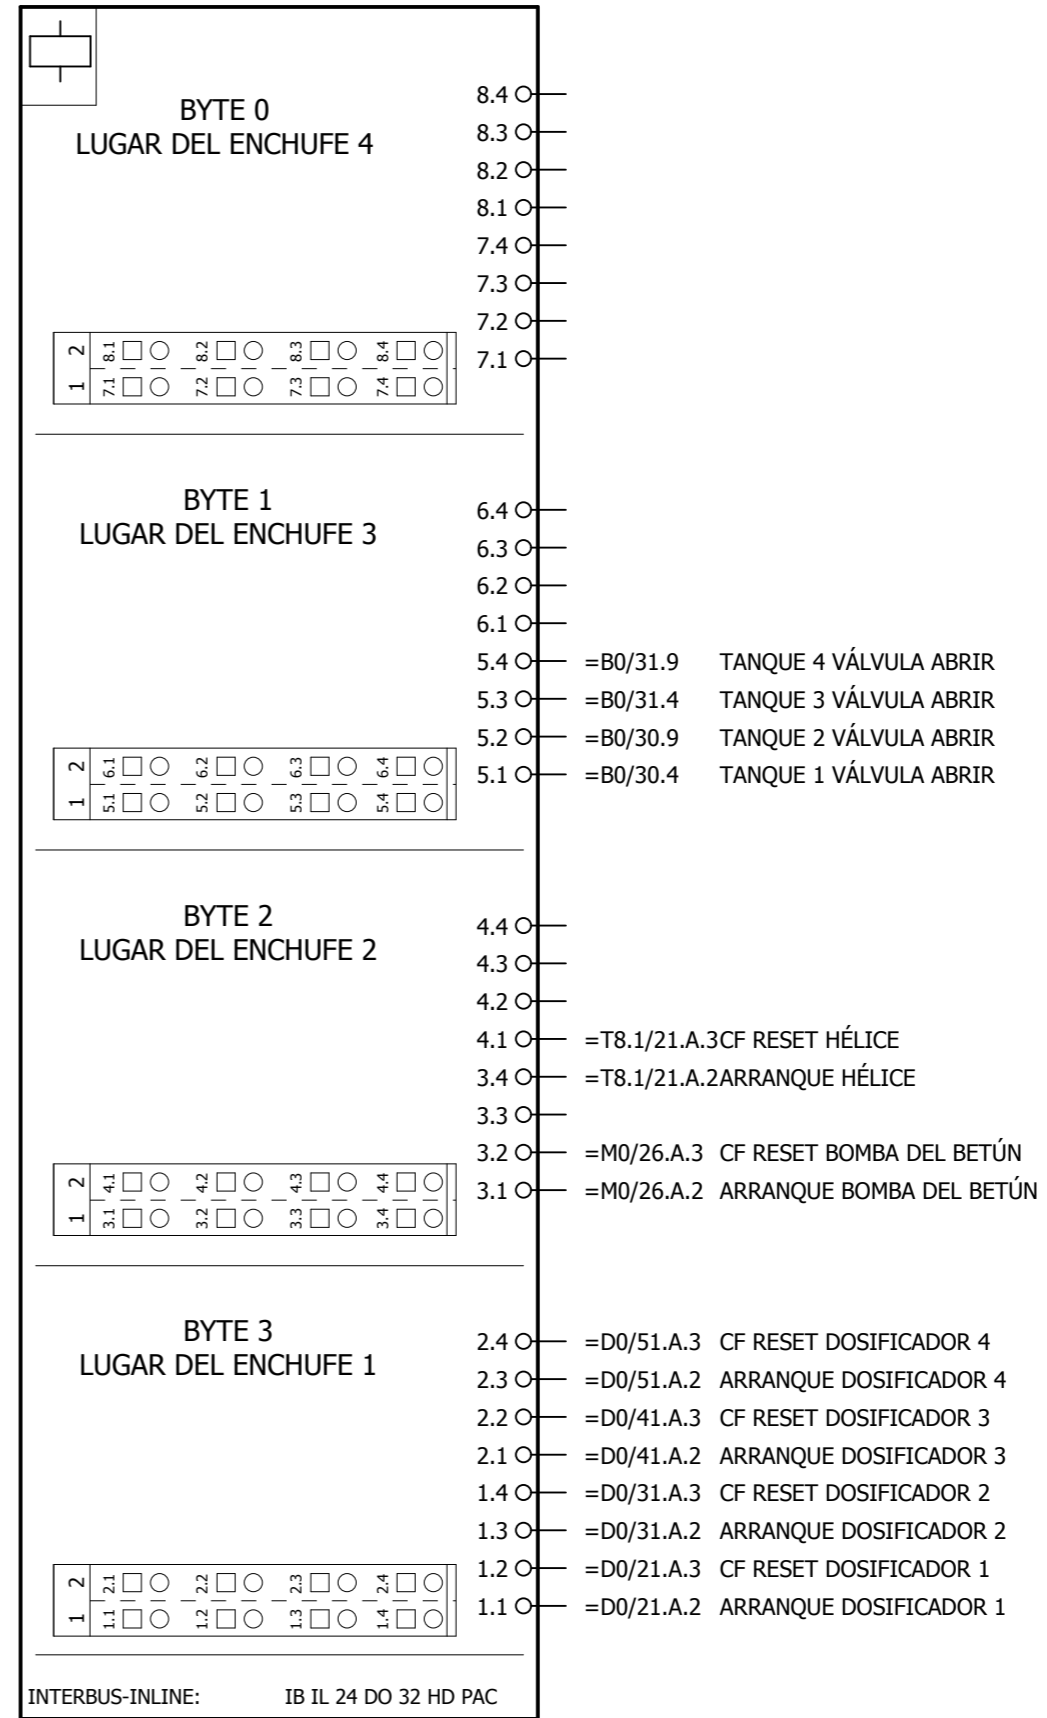 BYTE 0
LUGAR DEL ENCHUFE 4
8.4
8.3
8.2
8.1
7.4
7.3
7.2
7.1
2 8.1 8.2 8.3 8.4
1 7.1 7.2 7.3 7.4
BYTE 1
LUGAR DEL ENCHUFE 3
6.4
6.3
6.2
6.1
5.4 =B0/31.9 TANQUE 4 VÁLVULA ABRIR
5.3 =B0/31.4 TANQUE 3 VÁLVULA ABRIR
5.2 =B0/30.9 TANQUE 2 VÁLVULA ABRIR
5.1 =B0/30.4 TANQUE 1 VÁLVULA ABRIR
2 6.1 6.2 6.3 6.4
1 5.1 5.2 5.3 5.4
BYTE 2
LUGAR DEL ENCHUFE 2
4.4
4.3
4.2
4.1 =T8.1/21.A.3 CF RESET HÉLICE
3.4 =T8.1/21.A.2 ARRANQUE HÉLICE
3.3
3.2 =M0/26.A.3 CF RESET BOMBA DEL BETÚN
3.1 =M0/26.A.2 ARRANQUE BOMBA DEL BETÚN
2 4.1 4.2 4.3 4.4
1 3.1 3.2 3.3 3.4
BYTE 3
LUGAR DEL ENCHUFE 1
2.4 =D0/51.A.3 CF RESET DOSIFICADOR 4
2.3 =D0/51.A.2 ARRANQUE DOSIFICADOR 4
2.2 =D0/41.A.3 CF RESET DOSIFICADOR 3
2.1 =D0/41.A.2 ARRANQUE DOSIFICADOR 3
1.4 =D0/31.A.3 CF RESET DOSIFICADOR 2
1.3 =D0/31.A.2 ARRANQUE DOSIFICADOR 2
1.2 =D0/21.A.3 CF RESET DOSIFICADOR 1
1.1 =D0/21.A.2 ARRANQUE DOSIFICADOR 1
2 2.1 2.2 2.3 2.4
1 1.1 1.2 1.3 1.4
INTERBUS-INLINE: IB IL 24 DO 32 HD PAC